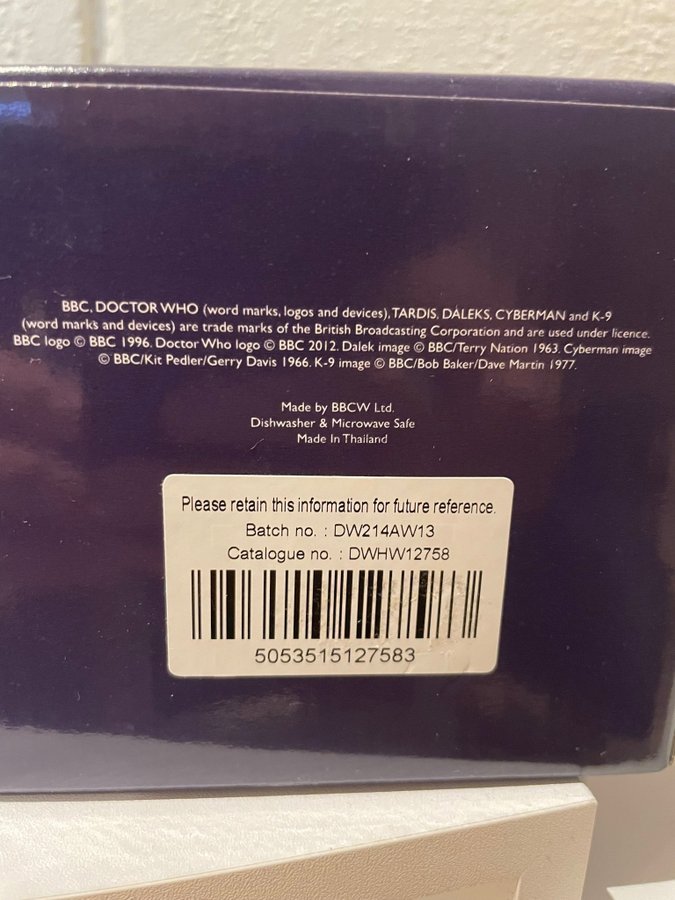 BBC, DOCTOR WHO (word marks, logos and devices), TARDIS, DALEKS, CYBERMAN and K-9
(word marks and devices) are trade marks of the British Broadcasting Corporation and are used under licence.
BBC logo © BBC 1996. Doctor Who logo © BBC 2012. Dalek image © BBC/Terry Nation 1963. Cyberman image
© BBC/Kit Pedler/Gerry Davis 1966. K-9 image © BBC/Bob Baker/Dave Martin 1977.
Made by BBCW Ltd.
Dishwasher & Microwave Safe
Made In Thailand
Please retain this information for future reference.
Batch no. : DW214AW13
Catalogue no. : DWHW12758
5053515127583